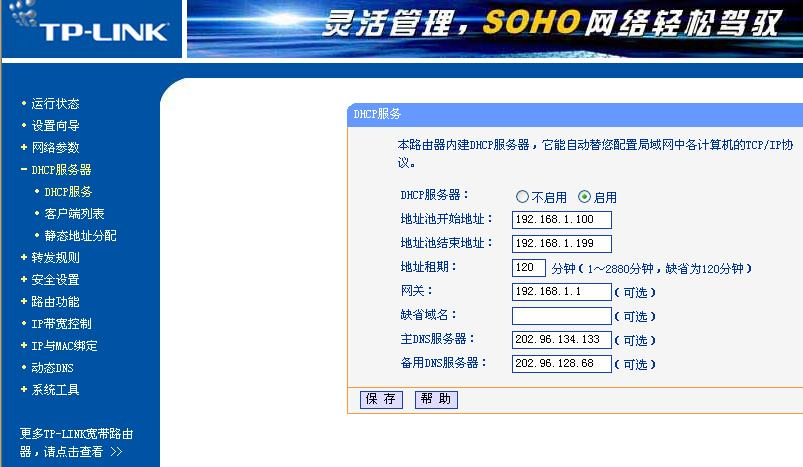 TP-LINK
灵活管理，SOHO网络轻松驾驭
运行状态
设置向导
网络参数
DHCP服务器
DHCP服务
客户端列表
静态地址分配
转发规则
安全设置
路由功能
IP带宽控制
IP与MAC绑定
动态DNS
系统工具
更多TP-LINK宽带路由
器，请点击查看 >>
DHCP服务
本路由器内建DHCP服务器，它能自动替您配置局域网中各计算机的TCP/IP协
议。
DHCP服务器： 不启用 启用
地址池开始地址： 192.168.1.100
地址池结束地址： 192.168.1.199
地址租期： 120 分钟（1～2880分钟，缺省为120分钟）
网关： 192.168.1.1 （可选）
缺省域名： （可选）
主DNS服务器： 202.96.134.133 （可选）
备用DNS服务器： 202.96.128.68 （可选）
保 存 帮 助